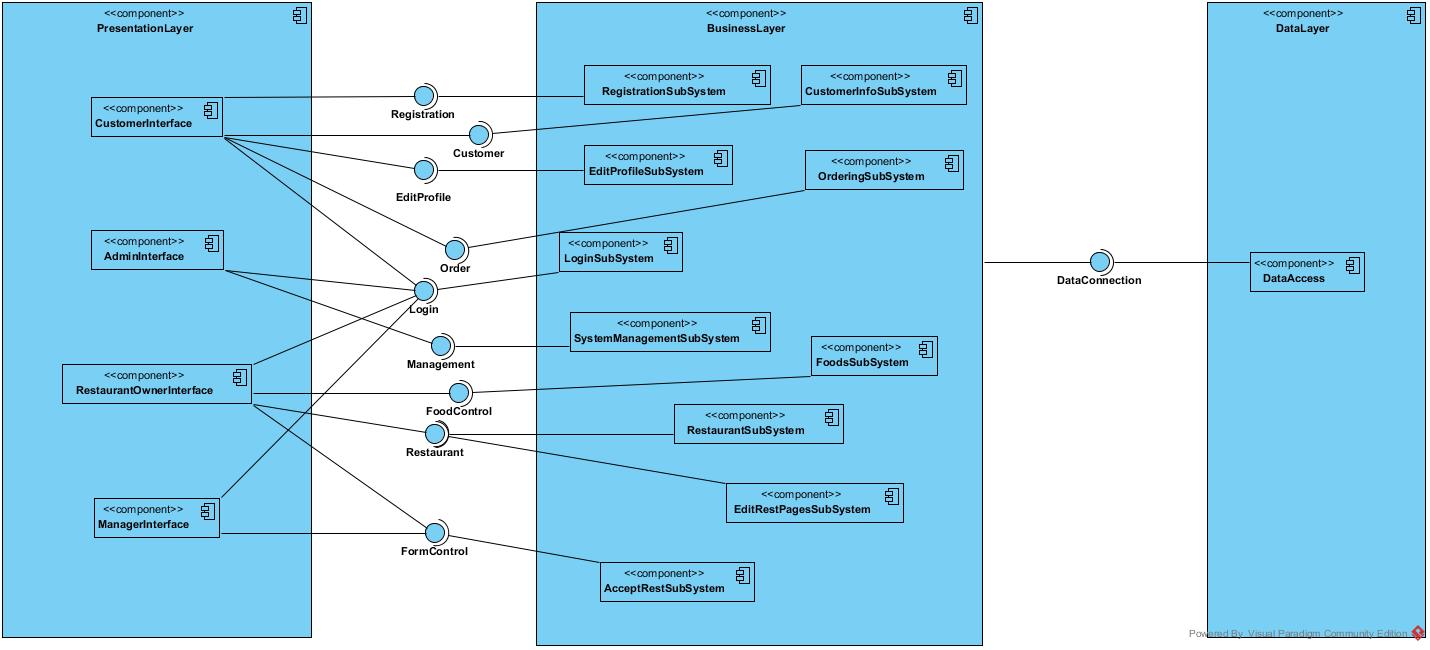 <<component>>
PresentationLayer
<<component>>
CustomerInterface
<<component>>
AdminInterface
<<component>>
RestaurantOwnerInterface
<<component>>
ManagerInterface
Registration
Customer
EditProfile
Order
Login
Management
FoodControl
Restaurant
FormControl
<<component>>
BusinessLayer
<<component>>
RegistrationSubSystem
<<component>>
CustomerInfoSubSystem
<<component>>
EditProfileSubSystem
<<component>>
OrderingSubSystem
<<component>>
LoginSubSystem
<<component>>
SystemManagementSubSystem
<<component>>
FoodsSubSystem
<<component>>
RestaurantSubSystem
<<component>>
EditRestPagesSubSystem
<<component>>
AcceptRestSubSystem
DataConnection
<<component>>
DataLayer
<<component>>
DataAccess
Powered By Visual Paradigm Community Edition